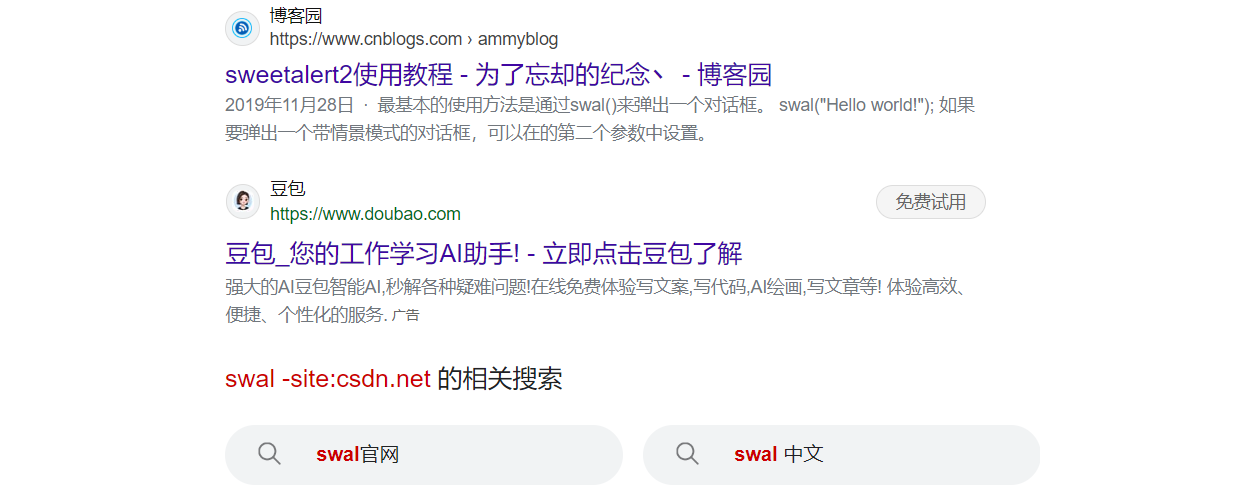 博客园
https://www.cnblogs.com › ammyblog
sweetalert2使用教程 - 为了忘却的纪念丶 - 博客园
2019年11月28日 · 最基本的使用方法是通过swal()来弹出一个对话框。 swal("Hello world!"); 如果
要弹出一个带情景模式的对话框，可以在的第二个参数中设置。
豆包
https://www.doubao.com
免费试用
豆包_您的工作学习AI助手! - 立即点击豆包了解
强大的AI豆包智能AI,秒解各种疑难问题!在线免费体验写文案,写代码,AI绘画,写文章等! 体验高效、
便捷、个性化的服务. 广告
swal -site:csdn.net 的相关搜索
swal官网
swal 中文